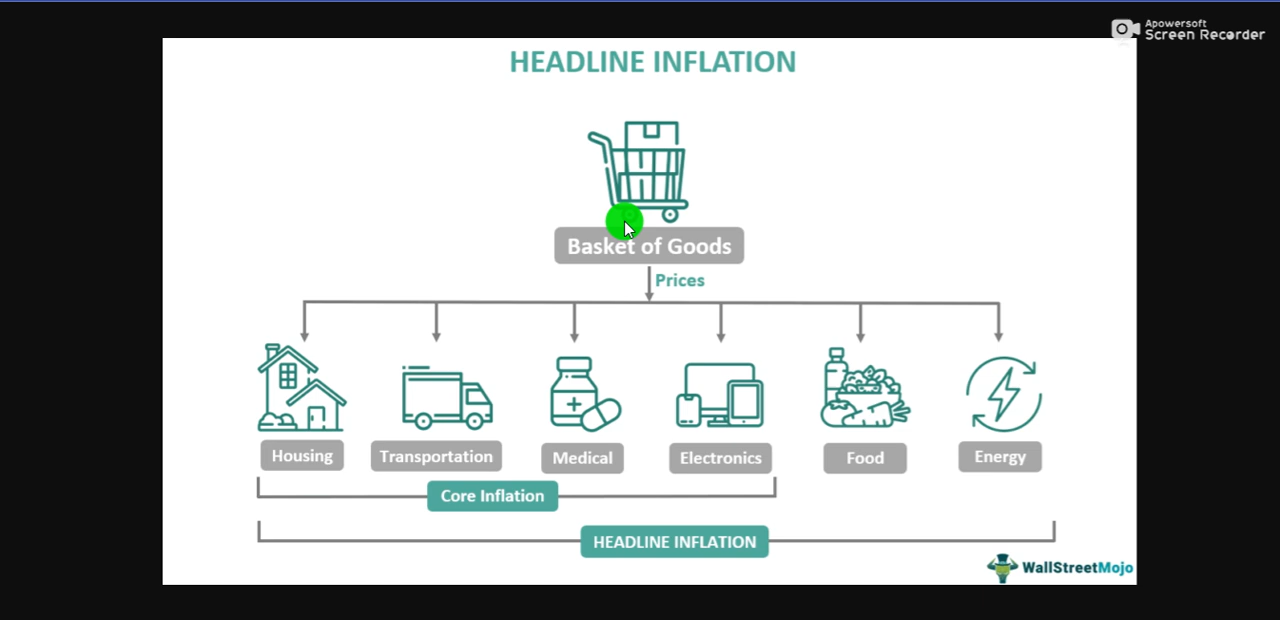 Apowersoft
Screen Recorder
HEADLINE INFLATION
Basket of Goods
Prices
Housing
Transportation
Medical
Electronics
Food
Energy
Core Inflation
HEADLINE INFLATION
WallStreetMojo